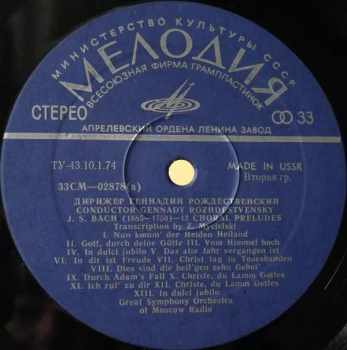 МИНИСТЕРСТВО КУЛЬТУРЫ СССР
МЕЛОДИЯ
ВСЕСОЮЗНАЯ ФИРМА ГРАМПЛАСТИНОК
СТЕРЕО
33
АПРЕЛЕВСКИЙ ОРДЕНА ЛЕНИНА ЗАВОД
ТУ-43.10.1.74
MADE IN USSR
Вторая гр.
33СМ—02878(а)
ДИРИЖЕР ГЕННАДИЙ РОЖДЕСТВЕНСКИЙ
CONDUCTOR GENNADY ROZHDESTVENSKY
J. S. BACH (1685—1750)—13 CHORAL PRELUDES
Transcription by Z. Mycielski
I. Nun komm' der Heiden Heiland
II. Gott, durch deine Gütte III. Vom Himmel hoch
IV. In dulci jubilo V. Das alte Jahr vergangen ist
VI. In dir ist Freude VII. Christ lag in Todesbanden
VIII. Dies sind die heil'gen zehn Gebot'
IX. Durch Adam's Fall X. Christe, du Lamm Gottes
XI. Ich ruf' zu dir XII. Christe, du Lamm Gottes
XIII. In dulci jubilo
Great Symphony Orchestra
of Moscow Radio